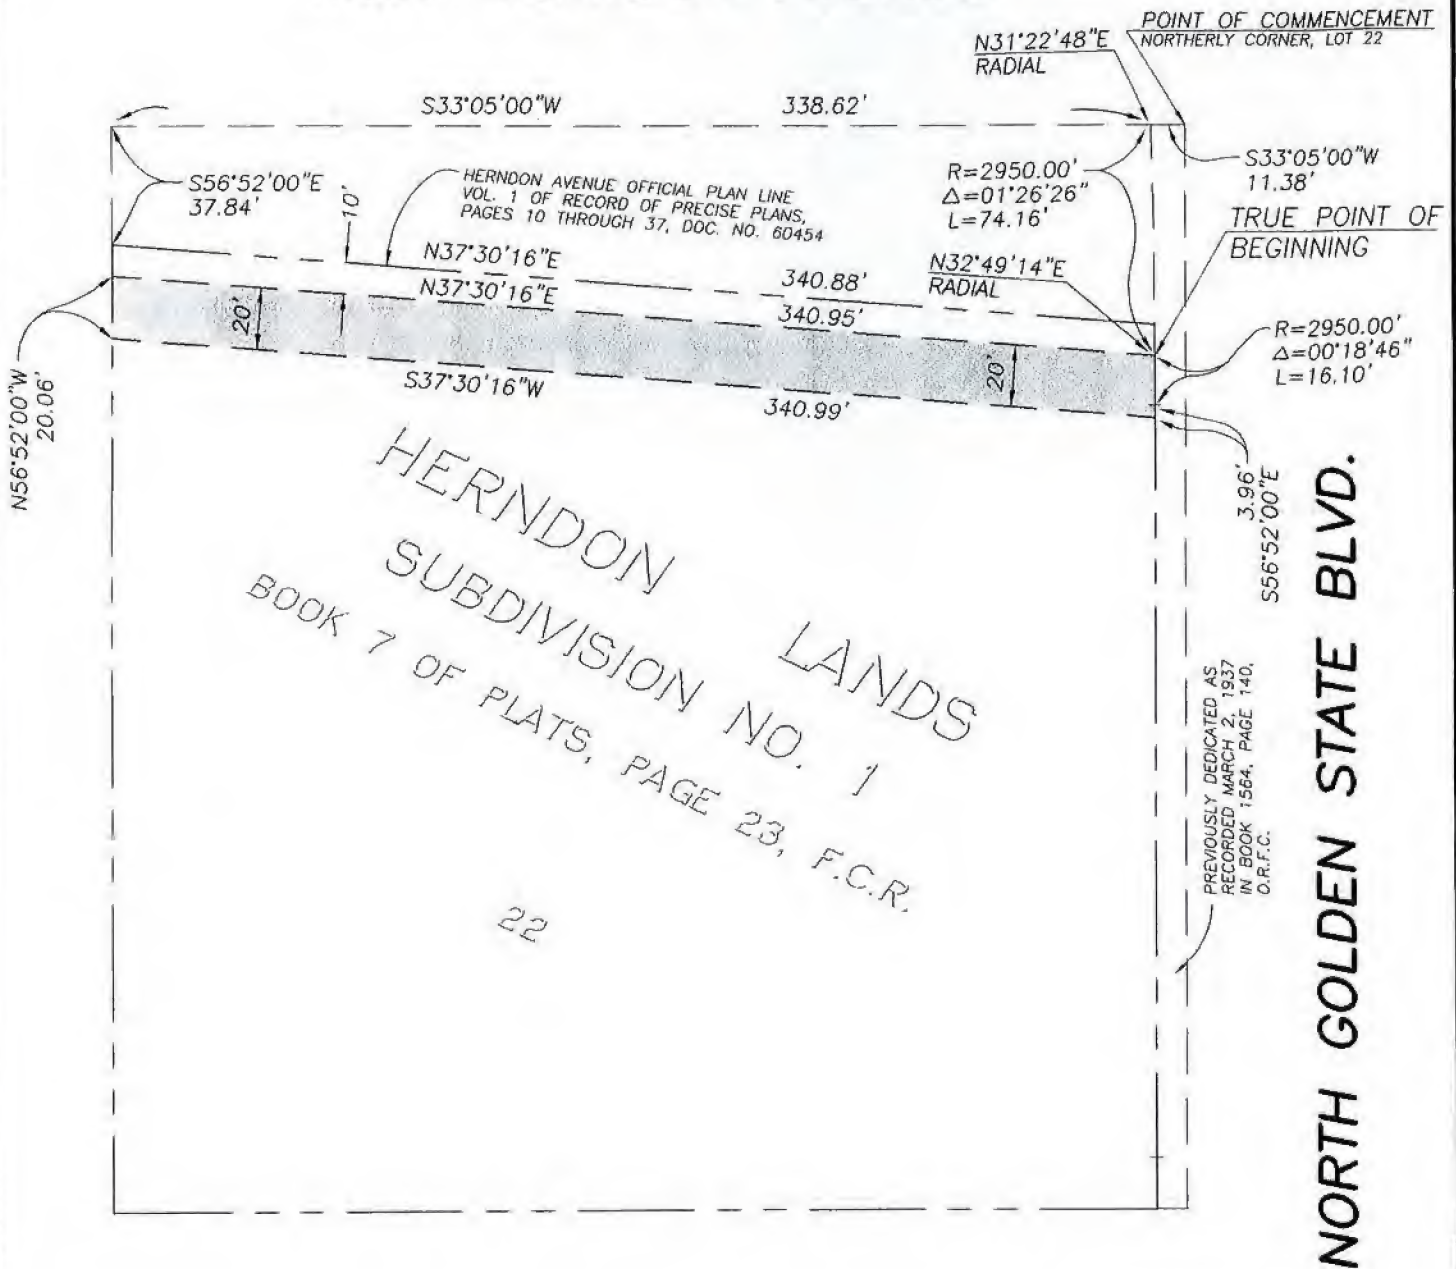 POINT OF COMMENCEMENT
NORTHERLY CORNER, LOT 22
N31°22'48"E
RADIAL
S33°05'00"W
338.62'
S33°05'00"W
11.38'
S56°52'00"E
37.84'
10'
HERNDON AVENUE OFFICIAL PLAN LINE
VOL. 1 OF RECORD OF PRECISE PLANS,
PAGES 10 THROUGH 37, DOC. NO. 60454
R=2950.00'
Δ=01°26'26"
L=74.16'
TRUE POINT OF
BEGINNING
N37°30'16"E
340.88'
N32°49'14"E
RADIAL
N37°30'16"E
340.95'
20'
20'
R=2950.00'
Δ=00°18'46"
L=16.10'
S37°30'16"W
340.99'
N56°52'00"W
20.06'
3.96'
S56°52'00"E
HERNDON LANDS
SUBDIVISION NO. 1
BOOK 7 OF PLATS, PAGE 23, F.C.R.
22
PREVIOUSLY DEDICATED AS
RECORDED MARCH 2, 1937
IN BOOK 1564, PAGE 140,
O.R.F.C.
NORTH GOLDEN STATE BLVD.